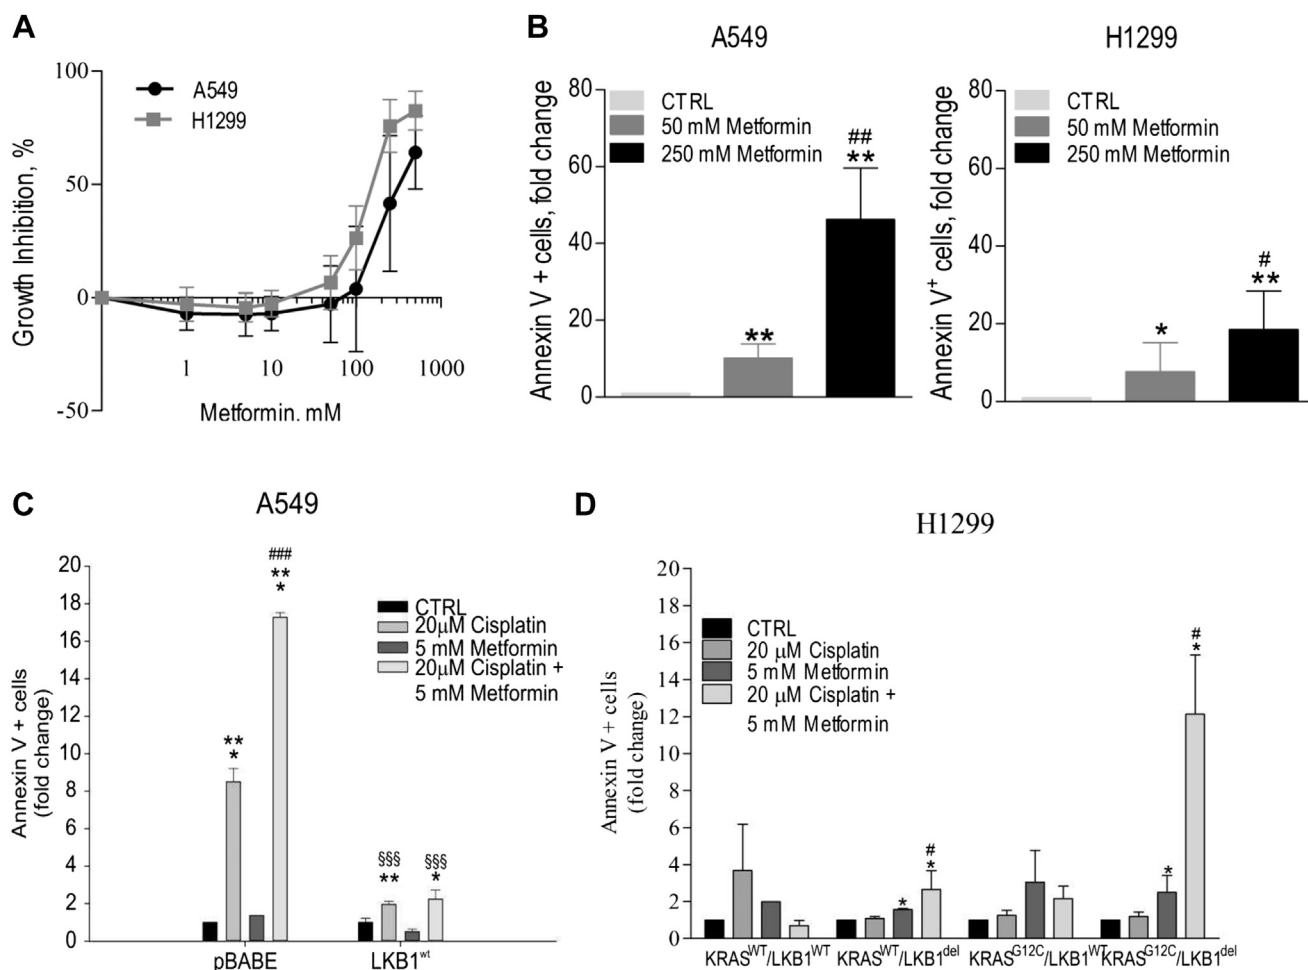 A
100
50
0
-50
Growth Inhibition, %
A549
H1299
1
10
100
1000
Metformin. mM
B
A549
80
60
40
20
0
Annexin V + cells, fold change
CTRL
50 mM Metformin
250 mM Metformin
**
##
**
H1299
80
60
40
20
0
Annexin V+ cells, fold change
CTRL
50 mM Metformin
250 mM Metformin
*
#
**
C
A549
20
18
16
14
12
10
8
6
4
2
0
Annexin V + cells
(fold change)
CTRL
20μM Cisplatin
5 mM Metformin
20μM Cisplatin +
5 mM Metformin
**
*
###
**
*
§§§
**
§§§
*
pBABE
LKB1wt
D
H1299
20
18
16
14
12
10
8
6
4
2
0
Annexin V + cells
(fold change)
CTRL
20 μM Cisplatin
5 mM Metformin
20 μM Cisplatin +
5 mM Metformin
*
#
*
*
#
*
KRASWT/LKB1WT
KRASWT/LKB1del
KRASG12C/LKB1WT
KRASG12C/LKB1del